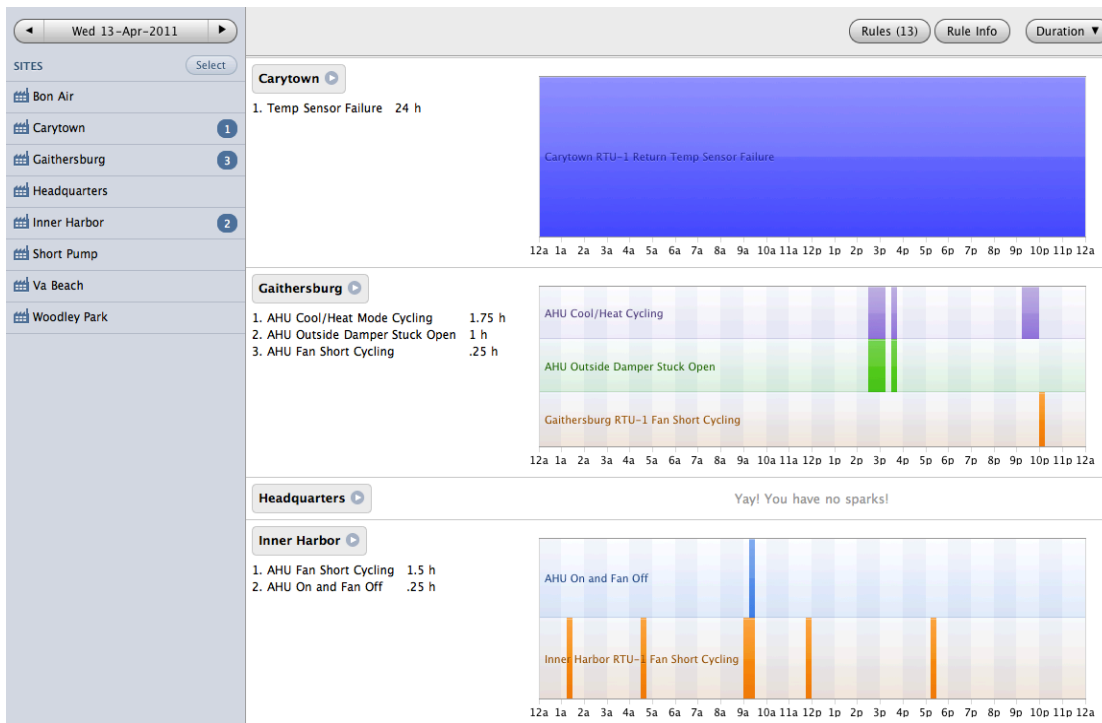 ◀ Wed 13-Apr-2011 ▶
Rules (13) Rule Info Duration ▼
SITES Select
Bon Air
Carytown 1
Gaithersburg 3
Headquarters
Inner Harbor 2
Short Pump
Va Beach
Woodley Park
Carytown
1. Temp Sensor Failure 24 h
Carytown RTU-1 Return Temp Sensor Failure
12a 1a 2a 3a 4a 5a 6a 7a 8a 9a 10a 11a 12p 1p 2p 3p 4p 5p 6p 7p 8p 9p 10p 11p 12a
Gaithersburg
1. AHU Cool/Heat Mode Cycling 1.75 h
2. AHU Outside Damper Stuck Open 1 h
3. AHU Fan Short Cycling .25 h
AHU Cool/Heat Cycling
AHU Outside Damper Stuck Open
Gaithersburg RTU-1 Fan Short Cycling
12a 1a 2a 3a 4a 5a 6a 7a 8a 9a 10a 11a 12p 1p 2p 3p 4p 5p 6p 7p 8p 9p 10p 11p 12a
Headquarters
Yay! You have no sparks!
Inner Harbor
1. AHU Fan Short Cycling 1.5 h
2. AHU On and Fan Off .25 h
AHU On and Fan Off
Inner Harbor RTU-1 Fan Short Cycling
12a 1a 2a 3a 4a 5a 6a 7a 8a 9a 10a 11a 12p 1p 2p 3p 4p 5p 6p 7p 8p 9p 10p 11p 12a